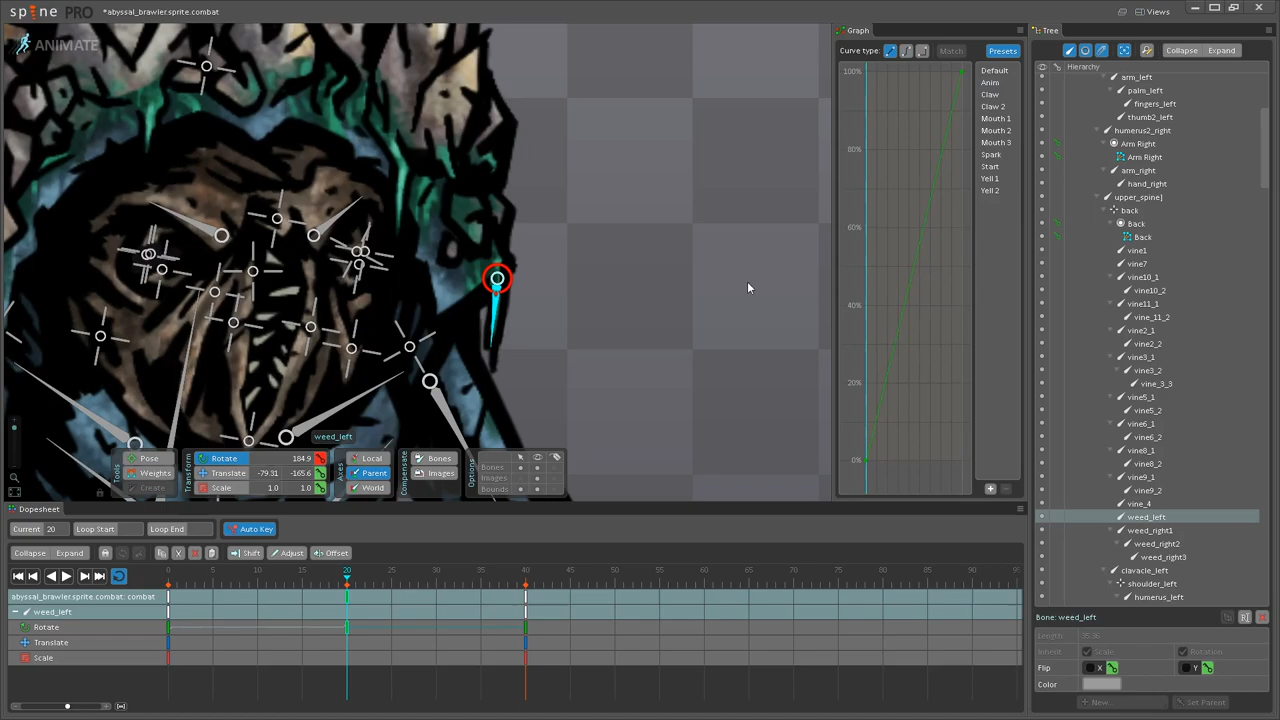 spine PRO *abyssal_brawler.sprite.combat Views
ANIMATE
weed_left
Tools
Pose
Weights
Create
Transform
Rotate 184.9
Translate -79.31 -165.6
Scale 1.0 1.0
Axes
Local
Parent
World
Compensate
Bones
Images
Options
Bones
Images
Bounds
Graph
Curve type: Match Presets
100%
80%
60%
40%
20%
0%
Default
Anim
Claw
Claw 2
Mouth 1
Mouth 2
Mouth 3
Spark
Start
Yell 1
Yell 2
Tree
Collapse Expand
Hierarchy
arm_left
palm_left
fingers_left
thumb2_left
humerus2_right
Arm Right
Arm Right
arm_right
hand_right
upper_spine]
back
Back
Back
vine1
vine7
vine10_1
vine10_2
vine11_1
vine_11_2
vine2_1
vine2_2
vine3_1
vine3_2
vine_3_3
vine5_1
vine5_2
vine6_1
vine6_2
vine8_1
vine8_2
vine9_1
vine9_2
vine_4
weed_left
weed_right1
weed_right2
weed_right3
clavacle_left
shoulder_left
humerus_left
Bone: weed_left
Length 35.36
Inherit Scale Rotation
Flip X Y
Color
New... Set Parent
Dopesheet
Current 20 Loop Start Loop End Auto Key
Collapse Expand Shift Adjust Offset
0 5 10 15 20 25 30 35 40 45 50 55 60 65 70 75 80 85 90 95
abyssal_brawler.sprite.combat: combat
weed_left
Rotate
Translate
Scale